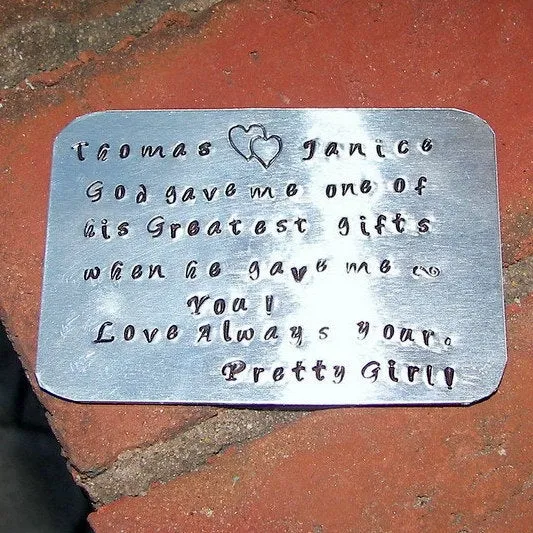 Thomas Janice
God gave me one of
his Greatest gifts
when he gave me
You!
Love Always your.
Pretty Girl!